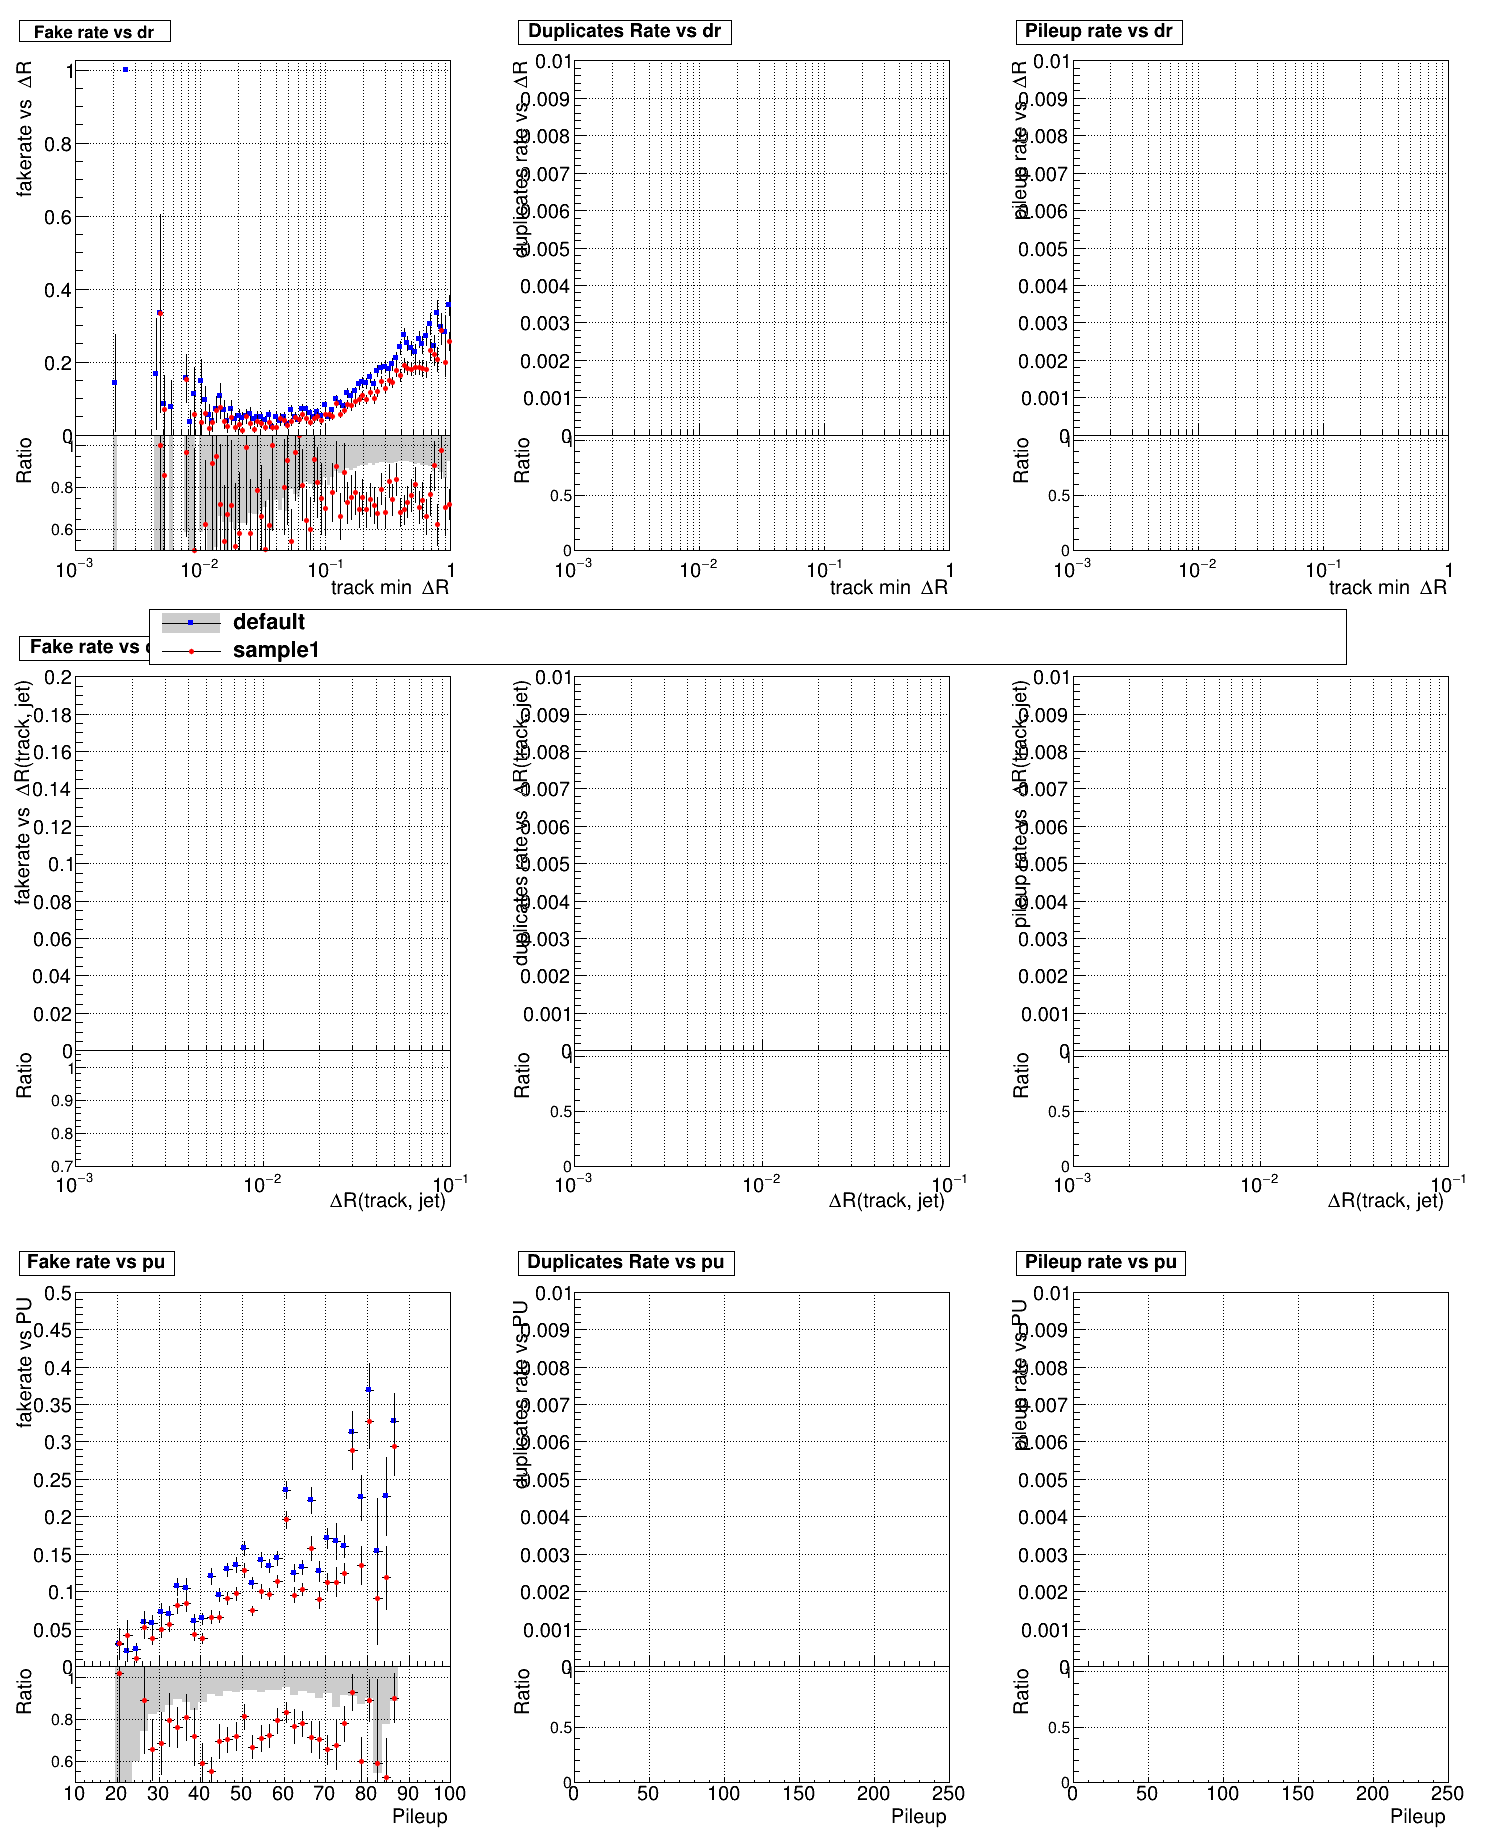 Fake rate vs dr
Duplicates Rate vs dr
Pileup rate vs dr
fakerate vs ΔR
1
0.8
0.6
0.4
0.2
0
Ratio
1
0.8
0.6
10⁻³ 10⁻² 10⁻¹ 1
track min ΔR
duplicates rate vs ΔR
0.01
0.009
0.008
0.007
0.006
0.005
0.004
0.003
0.002
0.001
0
Ratio
1
0.5
0
10⁻³ 10⁻² 10⁻¹ 1
track min ΔR
pileup rate vs ΔR
0.01
0.009
0.008
0.007
0.006
0.005
0.004
0.003
0.002
0.001
0
Ratio
1
0.5
0
10⁻³ 10⁻² 10⁻¹ 1
track min ΔR
default
sample1
Fake rate vs
fakerate vs ΔR(track, jet)
0.2
0.18
0.16
0.14
0.12
0.1
0.08
0.06
0.04
0.02
0
Ratio
1
0.9
0.8
0.7
10⁻³ 10⁻² 10⁻¹
ΔR(track, jet)
duplicates rate vs ΔR(track, jet)
0.01
0.009
0.008
0.007
0.006
0.005
0.004
0.003
0.002
0.001
0
Ratio
1
0.5
0
10⁻³ 10⁻² 10⁻¹
ΔR(track, jet)
pileup rate vs ΔR(track, jet)
0.01
0.009
0.008
0.007
0.006
0.005
0.004
0.003
0.002
0.001
0
Ratio
1
0.5
0
10⁻³ 10⁻² 10⁻¹
ΔR(track, jet)
Fake rate vs pu
Duplicates Rate vs pu
Pileup rate vs pu
fakerate vs PU
0.5
0.45
0.4
0.35
0.3
0.25
0.2
0.15
0.1
0.05
0
Ratio
1
0.8
0.6
10 20 30 40 50 60 70 80 90 100
Pileup
duplicates rate vs PU
0.01
0.009
0.008
0.007
0.006
0.005
0.004
0.003
0.002
0.001
0
Ratio
1
0.5
0
0 50 100 150 200 250
Pileup
pileup rate vs PU
0.01
0.009
0.008
0.007
0.006
0.005
0.004
0.003
0.002
0.001
0
Ratio
1
0.5
0
0 50 100 150 200 250
Pileup